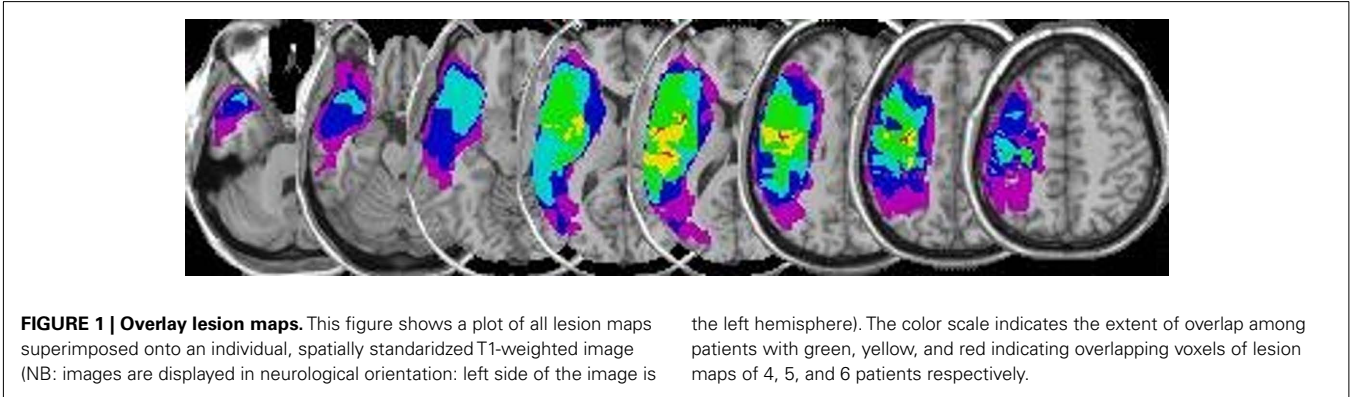 FIGURE 1 | Overlay lesion maps. This figure shows a plot of all lesion maps
superimposed onto an individual, spatially standaridzed T1-weighted image
(NB: images are displayed in neurological orientation: left side of the image is
the left hemisphere). The color scale indicates the extent of overlap among
patients with green, yellow, and red indicating overlapping voxels of lesion
maps of 4, 5, and 6 patients respectively.